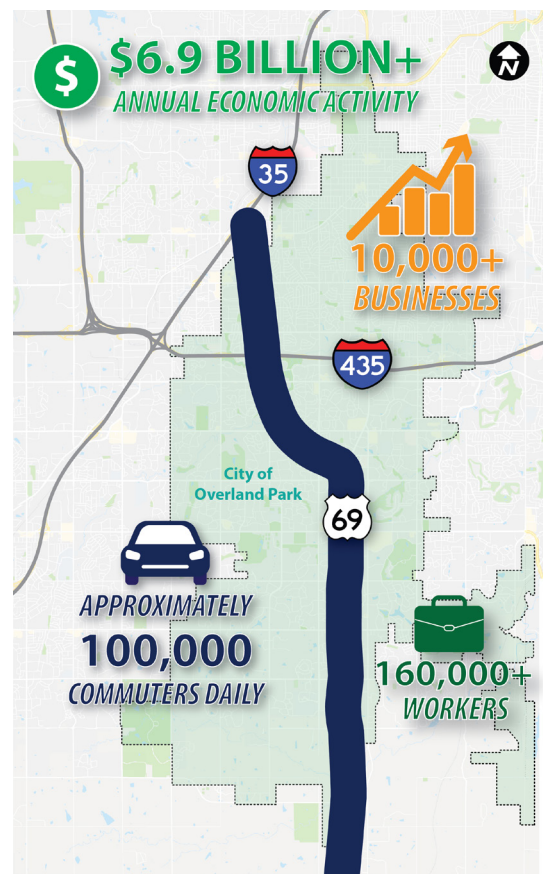 $
$6.9 BILLION+
ANNUAL ECONOMIC ACTIVITY
N
35
10,000+
BUSINESSES
435
City of
Overland Park
69
APPROXIMATELY
100,000
COMMUTERS DAILY
160,000+
WORKERS